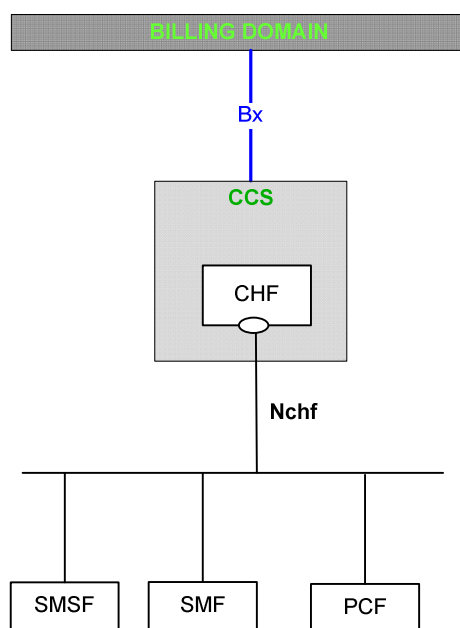 BILLING DOMAIN
Bx
CCS
CHF
Nchf
SMSF SMF PCF